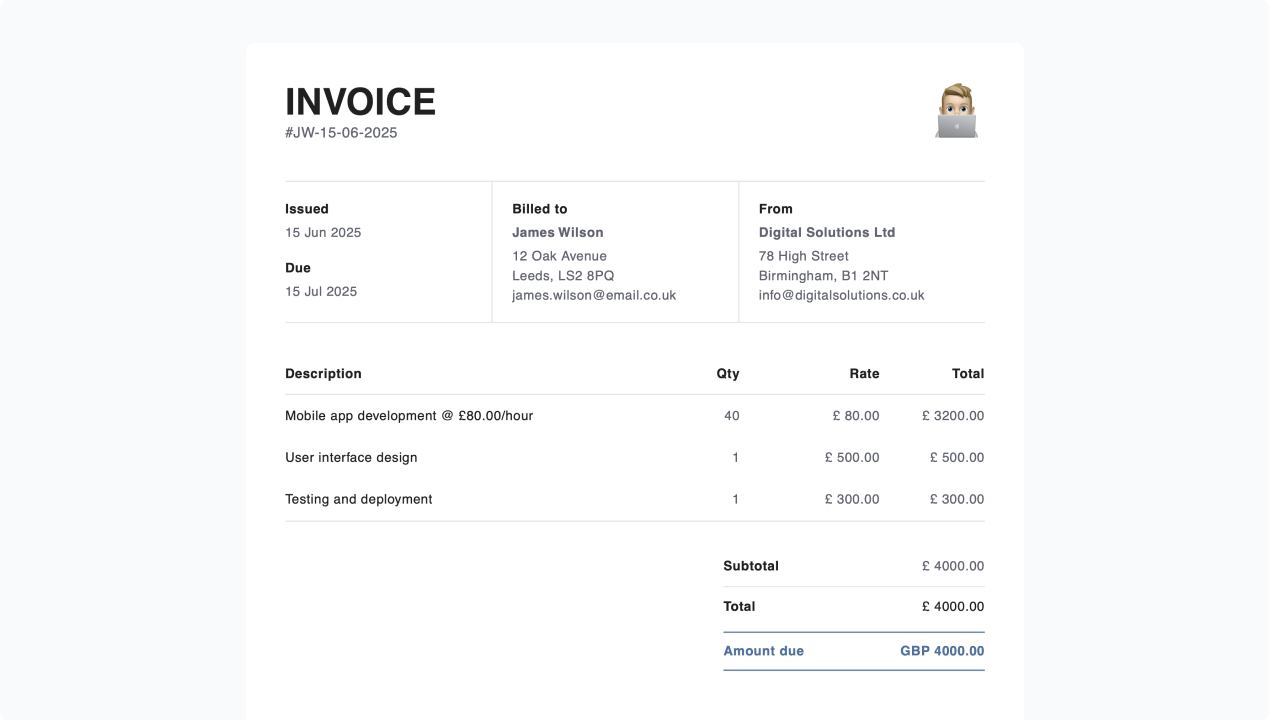 INVOICE
#JW-15-06-2025
Issued
15 Jun 2025
Due
15 Jul 2025
Billed to
James Wilson
12 Oak Avenue
Leeds, LS2 8PQ
james.wilson@email.co.uk
From
Digital Solutions Ltd
78 High Street
Birmingham, B1 2NT
info@digitalsolutions.co.uk
Description Qty Rate Total
Mobile app development @ £80.00/hour 40 £ 80.00 £ 3200.00
User interface design 1 £ 500.00 £ 500.00
Testing and deployment 1 £ 300.00 £ 300.00
Subtotal £ 4000.00
Total £ 4000.00
Amount due GBP 4000.00